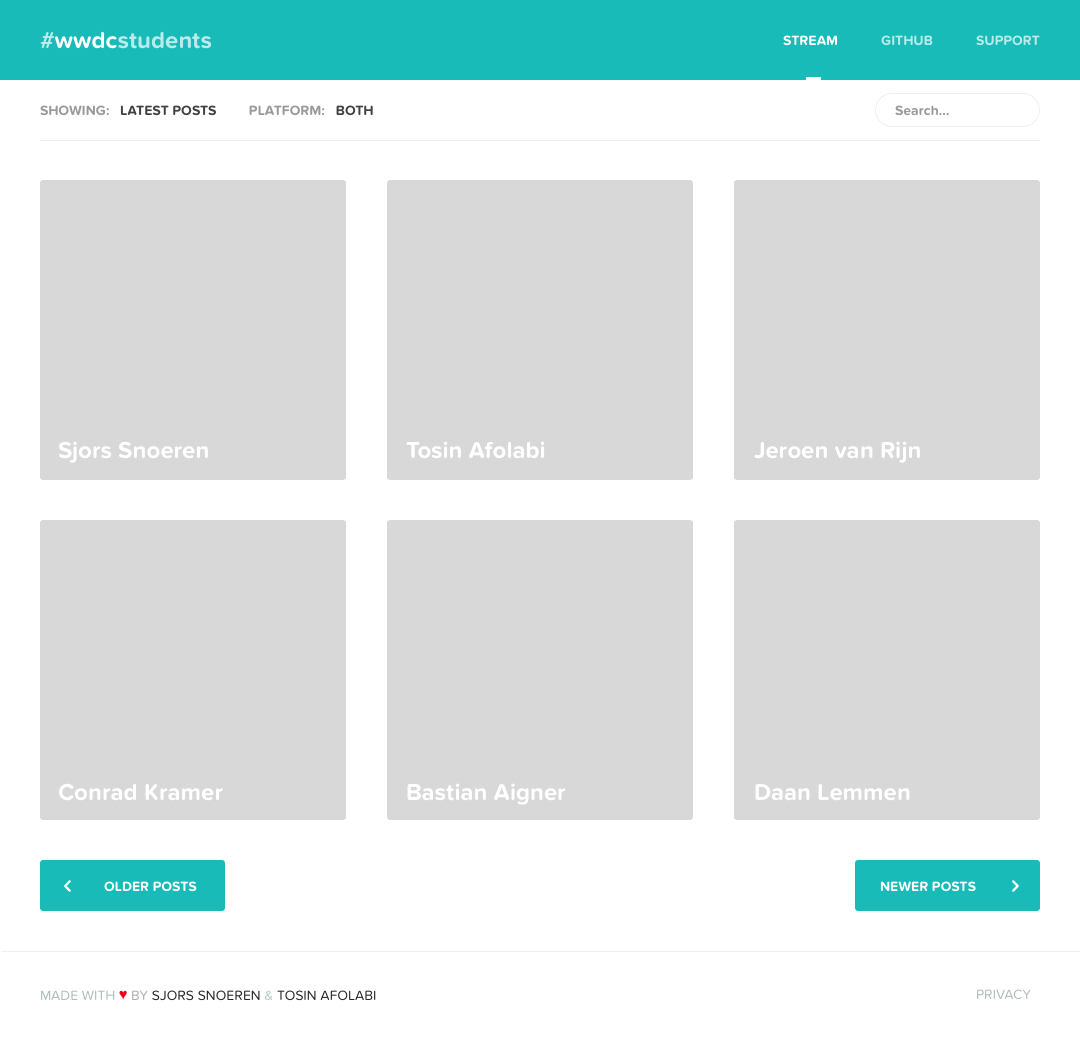 #wwdcstudents STREAM GITHUB SUPPORT
SHOWING: LATEST POSTS PLATFORM: BOTH Search...
Sjors Snoeren Tosin Afolabi Jeroen van Rijn
Conrad Kramer Bastian Aigner Daan Lemmen
OLDER POSTS NEWER POSTS
MADE WITH ♥ BY SJORS SNOEREN & TOSIN AFOLABI PRIVACY